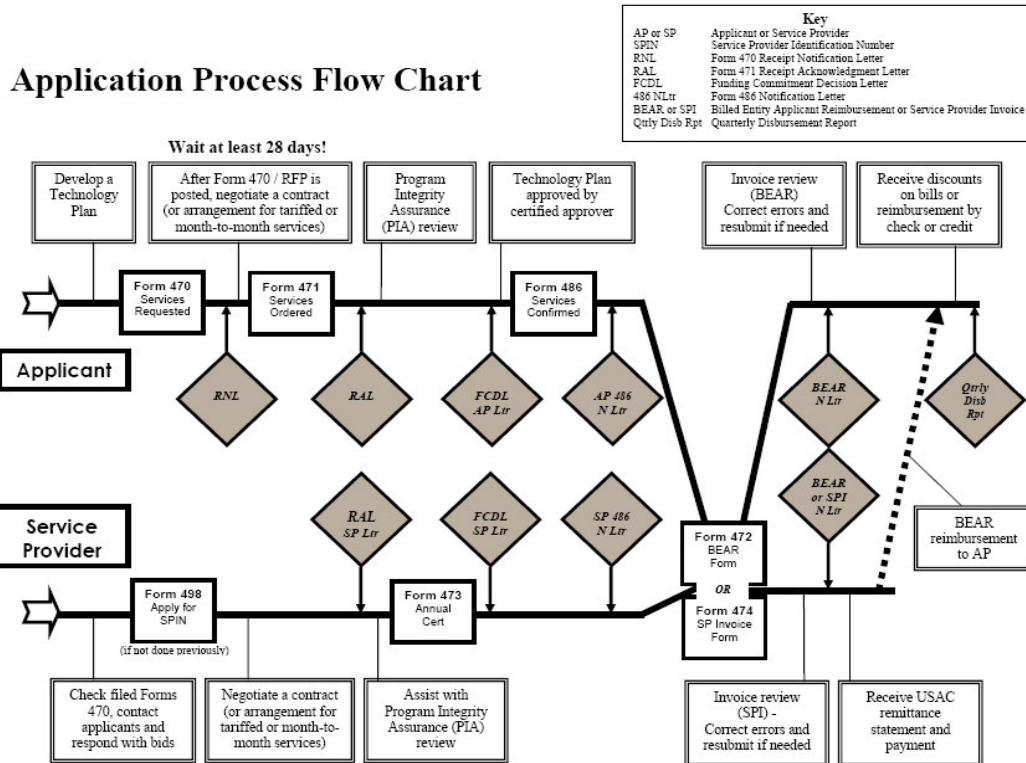 Application Process Flow Chart
Key
AP or SP Applicant or Service Provider
SPIN Service Provider Identification Number
RNL Form 470 Receipt Notification Letter
RAL Form 471 Receipt Acknowledgment Letter
FCDL Funding Commitment Decision Letter
486 NLtr Form 486 Notification Letter
BEAR or SPI Billed Entity Applicant Reimbursement or Service Provider Invoice
Qtrly Disb Rpt Quarterly Disbursement Report
Wait at least 28 days!
Develop a
Technology
Plan
After Form 470 / RFP is
posted, negotiate a contract
(or arrangement for tariffed or
month-to-month services)
Program
Integrity
Assurance
(PIA) review
Technology Plan
approved by
certified approver
Invoice review
(BEAR)
Correct errors and
resubmit if needed
Receive discounts
on bills or
reimbursement by
check or credit
Form 470
Services
Requested
Form 471
Services
Ordered
Form 486
Services
Confirmed
Applicant
RNL
RAL
FCDL
AP Ltr
AP 486
N Ltr
BEAR
N Ltr
Qtrly
Disb
Rpt
RAL
SP Ltr
FCDL
SP Ltr
SP 486
N Ltr
BEAR
or SPI
N Ltr
Service
Provider
Form 472
BEAR
Form
OR
Form 474
SP Invoice
Form
BEAR
reimbursement
to AP
Form 498
Apply for
SPIN
(if not done previously)
Form 473
Annual
Cert
Check filed Forms
470, contact
applicants and
respond with bids
Negotiate a contract
(or arrangement for
tariffed or month-to-
month services)
Assist with
Program Integrity
Assurance (PIA)
review
Invoice review
(SPI) -
Correct errors and
resubmit if needed
Receive USAC
remittance
statement and
payment